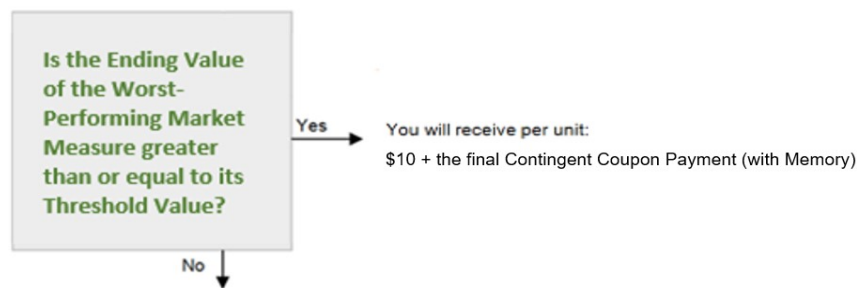 Is the Ending Value
of the Worst-
Performing Market
Measure greater
than or equal to its
Threshold Value?
Yes
You will receive per unit:
$10 + the final Contingent Coupon Payment (with Memory)
No